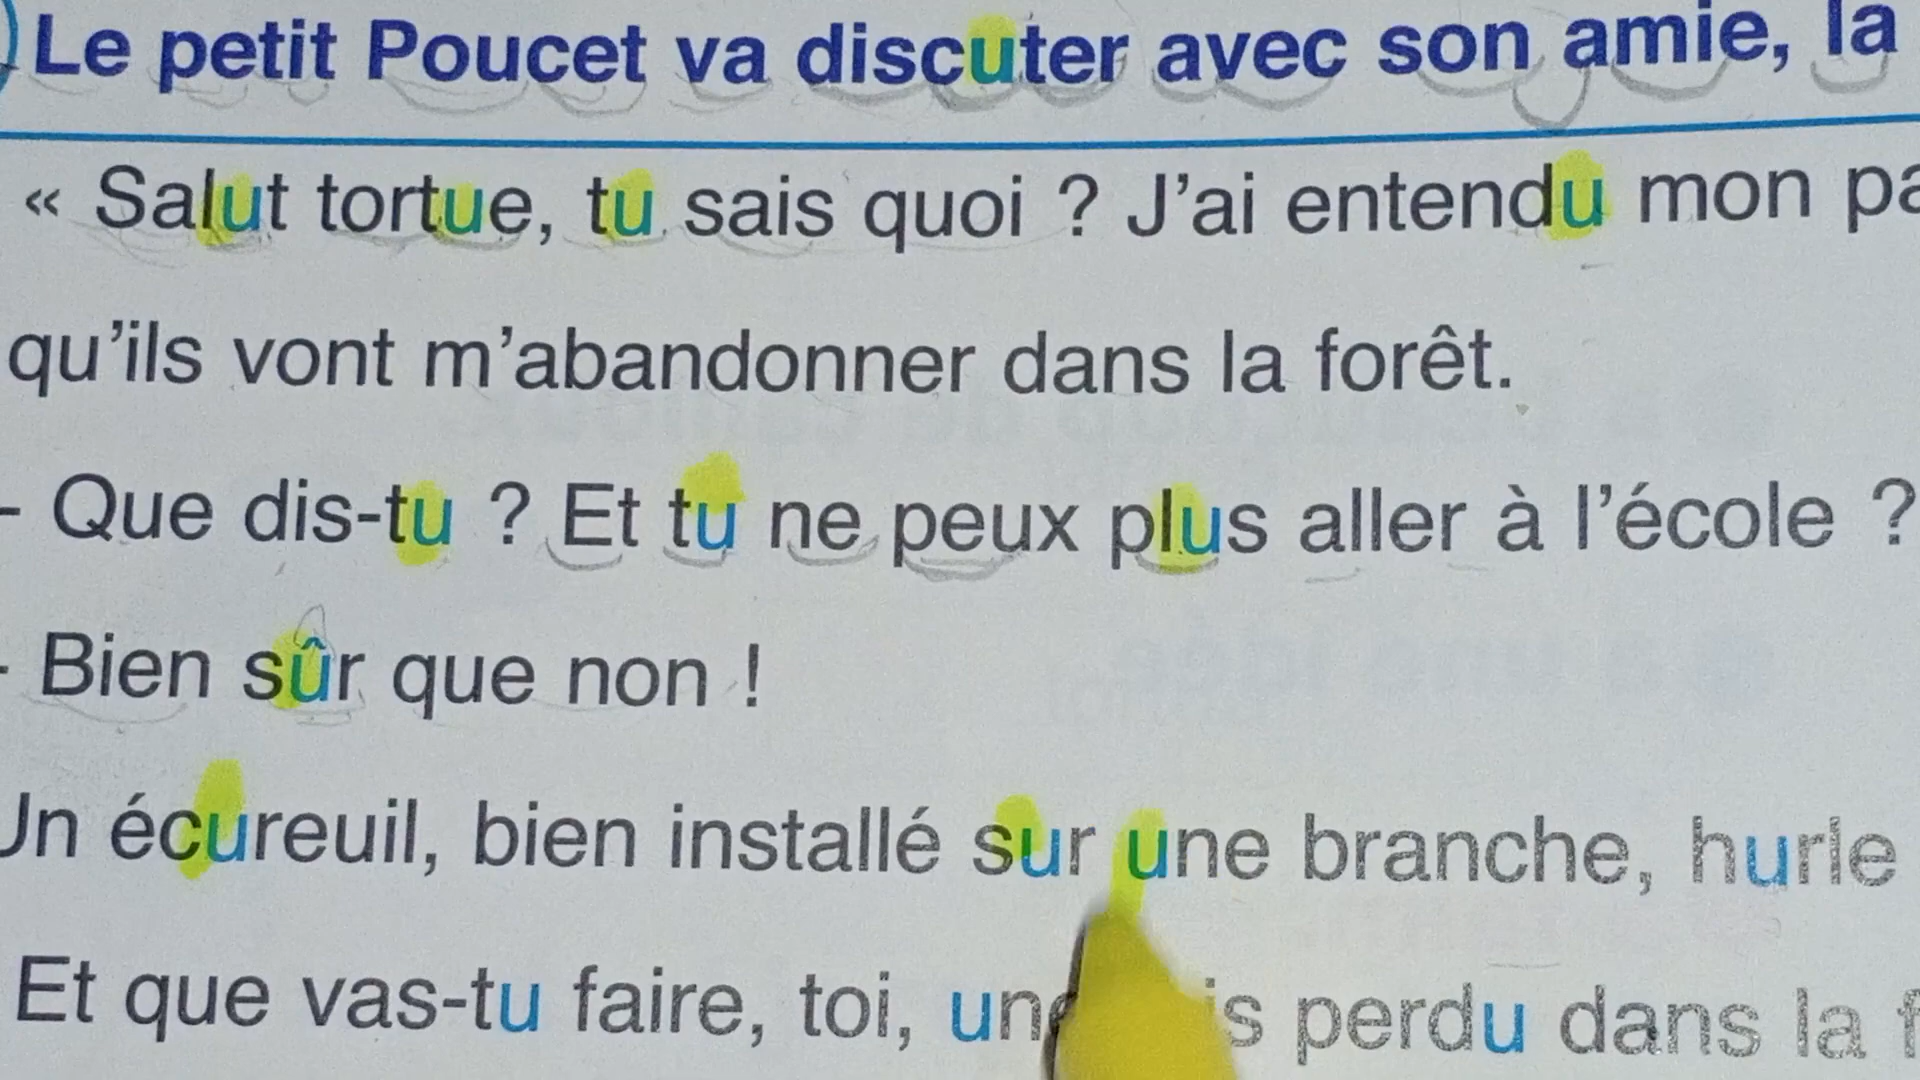 Le petit Poucet va discuter avec son amie, la
« Salut tortue, tu sais quoi ? J'ai entendu mon pa
qu'ils vont m'abandonner dans la forêt.
- Que dis-tu ? Et tu ne peux plus aller à l'école ?
- Bien sûr que non !
Un écureuil, bien installé sur une branche, hurle
Et que vas-tu faire, toi, perdu dans la f